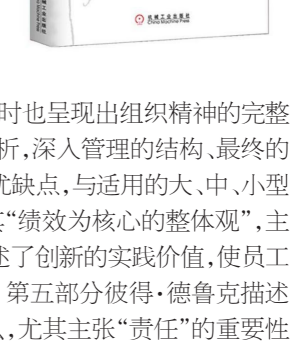 机械工业出版社
China Machine Press
时也呈现出组织精神的完整
析,深入管理的结构、最终的
优缺点,与适用的大、中、小型
其“绩效为核心的整体观”,主
述了创新的实践价值,使员工
第五部分彼得·德鲁克描述
尤其主张“责任”的重要性